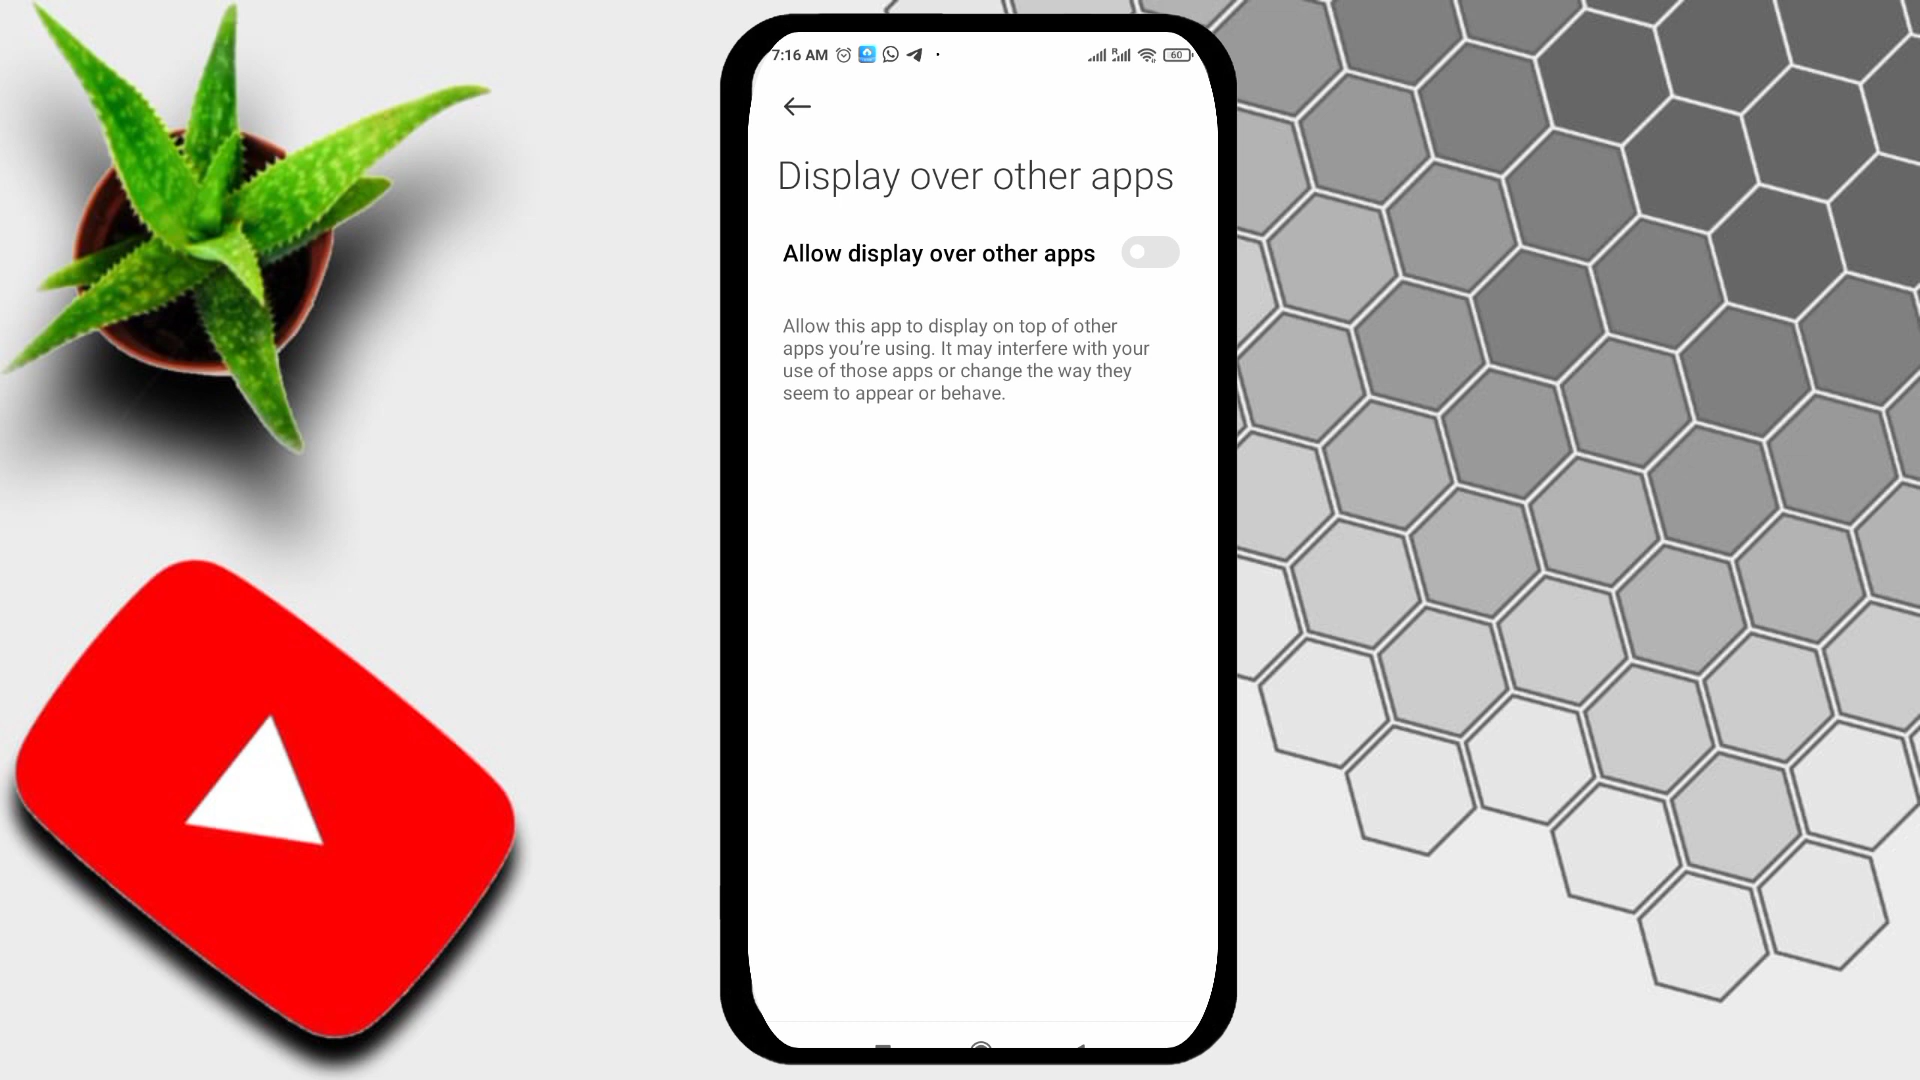 7:16 AM
R
60
Display over other apps
Allow display over other apps
Allow this app to display on top of other
apps you’re using. It may interfere with your
use of those apps or change the way they
seem to appear or behave.